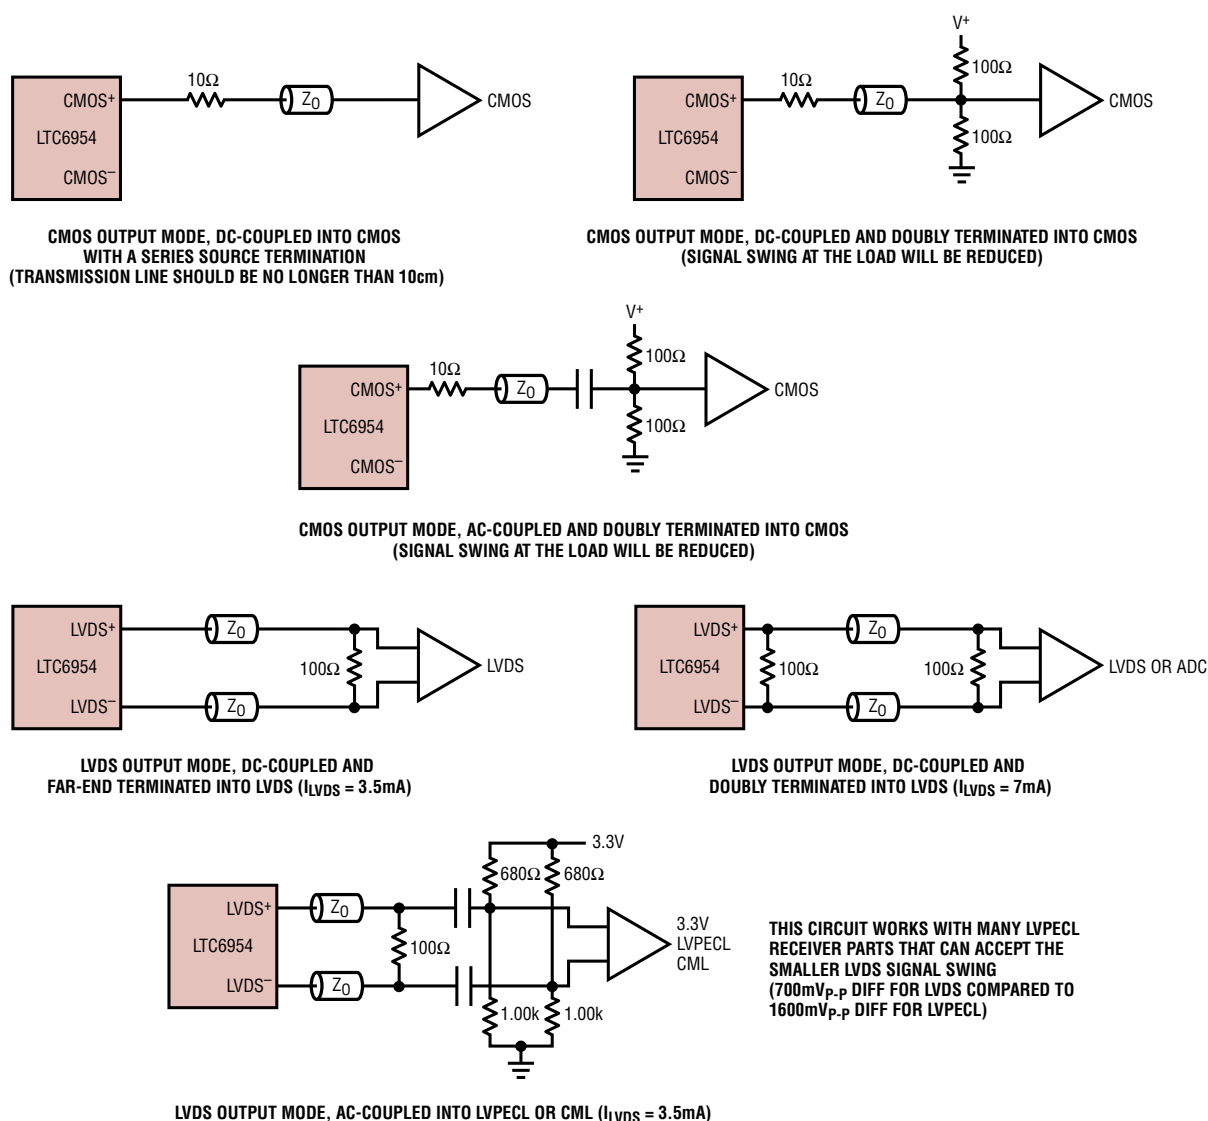 CMOS+
LTC6954
CMOS–
10Ω
Z0
CMOS
CMOS OUTPUT MODE, DC-COUPLED INTO CMOS
WITH A SERIES SOURCE TERMINATION
(TRANSMISSION LINE SHOULD BE NO LONGER THAN 10cm)
V+
CMOS+
LTC6954
CMOS–
10Ω
Z0
100Ω
100Ω
CMOS
CMOS OUTPUT MODE, DC-COUPLED AND DOUBLY TERMINATED INTO CMOS
(SIGNAL SWING AT THE LOAD WILL BE REDUCED)
V+
CMOS+
LTC6954
CMOS–
10Ω
Z0
100Ω
100Ω
CMOS
CMOS OUTPUT MODE, AC-COUPLED AND DOUBLY TERMINATED INTO CMOS
(SIGNAL SWING AT THE LOAD WILL BE REDUCED)
LVDS+
LTC6954
LVDS–
Z0
Z0
100Ω
LVDS
LVDS OUTPUT MODE, DC-COUPLED AND
FAR-END TERMINATED INTO LVDS (ILVDS = 3.5mA)
LVDS+
LTC6954
LVDS–
100Ω
Z0
Z0
100Ω
LVDS OR ADC
LVDS OUTPUT MODE, DC-COUPLED AND
DOUBLY TERMINATED INTO LVDS (ILVDS = 7mA)
LVDS+
LTC6954
LVDS–
Z0
Z0
100Ω
3.3V
680Ω
680Ω
1.00k
1.00k
3.3V
LVPECL
CML
THIS CIRCUIT WORKS WITH MANY LVPECL
RECEIVER PARTS THAT CAN ACCEPT THE
SMALLER LVDS SIGNAL SWING
(700mVP-P DIFF FOR LVDS COMPARED TO
1600mVP-P DIFF FOR LVPECL)
LVDS OUTPUT MODE, AC-COUPLED INTO LVPECL OR CML (ILVDS = 3.5mA)